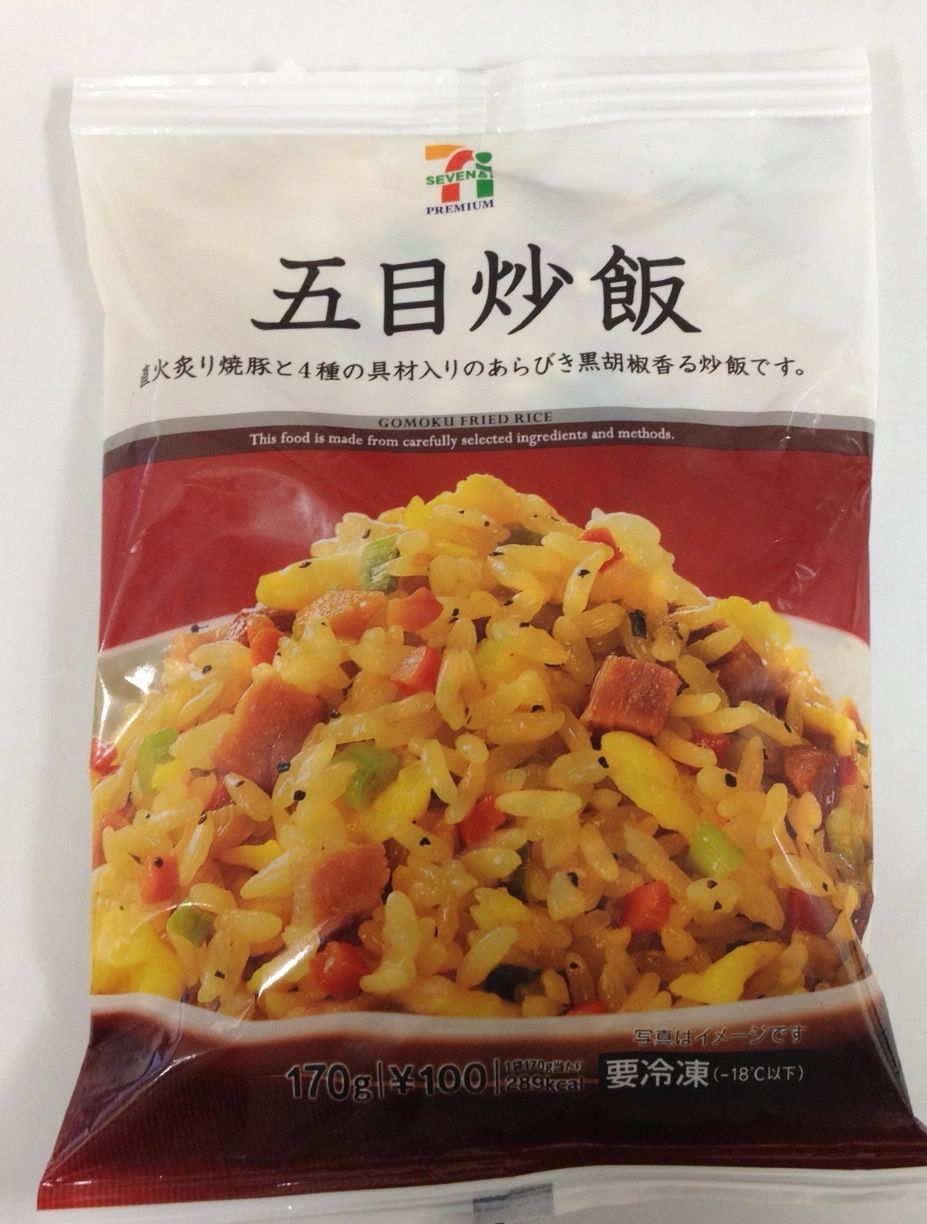 SEVEN&i
PREMIUM
五目炒飯
直火炙り焼豚と4種の具材入りのあらびき黒胡椒香る炒飯です。
GOMOKU FRIED RICE
This food is made from carefully selected ingredients and methods.
写真はイメージです
170g ¥100 1袋170g当たり 289kcal 要冷凍(-18℃以下)